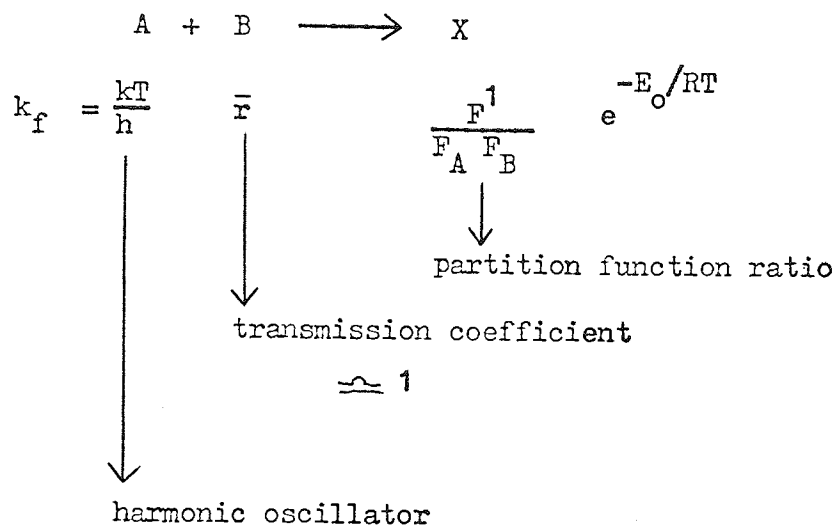 A + B ⟶ X
k_f = kT/h r̄ F^1/(F_A F_B) e^(-E_o/RT)
partition function ratio
transmission coefficient
≏ 1
harmonic oscillator